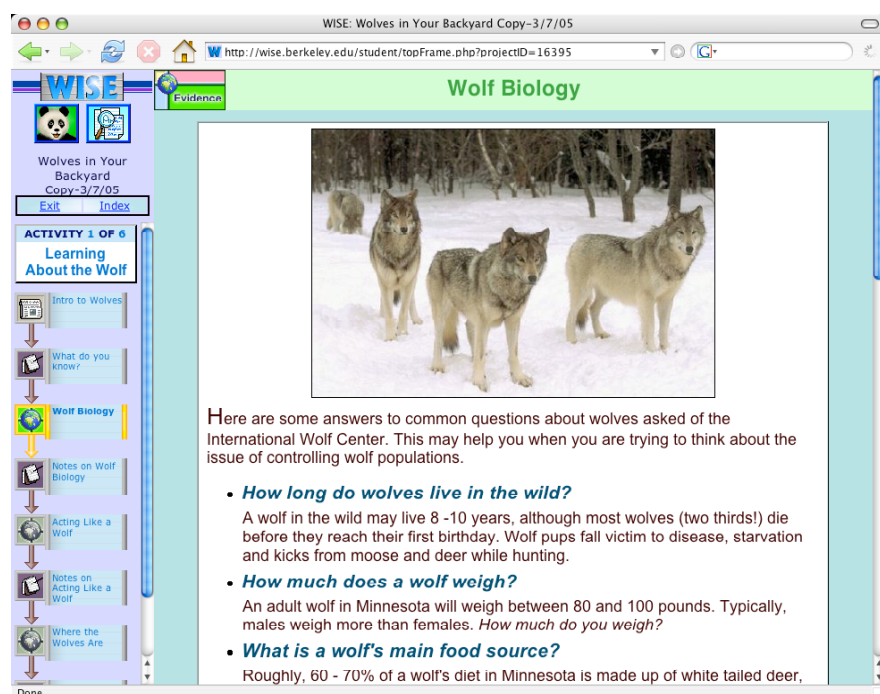 WISE: Wolves in Your Backyard Copy-3/7/05
W http://wise.berkeley.edu/student/topFrame.php?projectID=16395
G
WISE
Wolves in Your
Backyard
Copy-3/7/05
Exit Index
ACTIVITY 1 OF 6
Learning
About the Wolf
Intro to Wolves
What do you
know?
Wolf Biology
Notes on Wolf
Biology
Acting Like a
Wolf
Notes on
Acting Like a
Wolf
Where the
Wolves Are
Evidence
Wolf Biology
Here are some answers to common questions about wolves asked of the
International Wolf Center. This may help you when you are trying to think about the
issue of controlling wolf populations.
• How long do wolves live in the wild?
A wolf in the wild may live 8 -10 years, although most wolves (two thirds!) die
before they reach their first birthday. Wolf pups fall victim to disease, starvation
and kicks from moose and deer while hunting.
• How much does a wolf weigh?
An adult wolf in Minnesota will weigh between 80 and 100 pounds. Typically,
males weigh more than females. How much do you weigh?
• What is a wolf's main food source?
Roughly, 60 - 70% of a wolf's diet in Minnesota is made up of white tailed deer,
Done